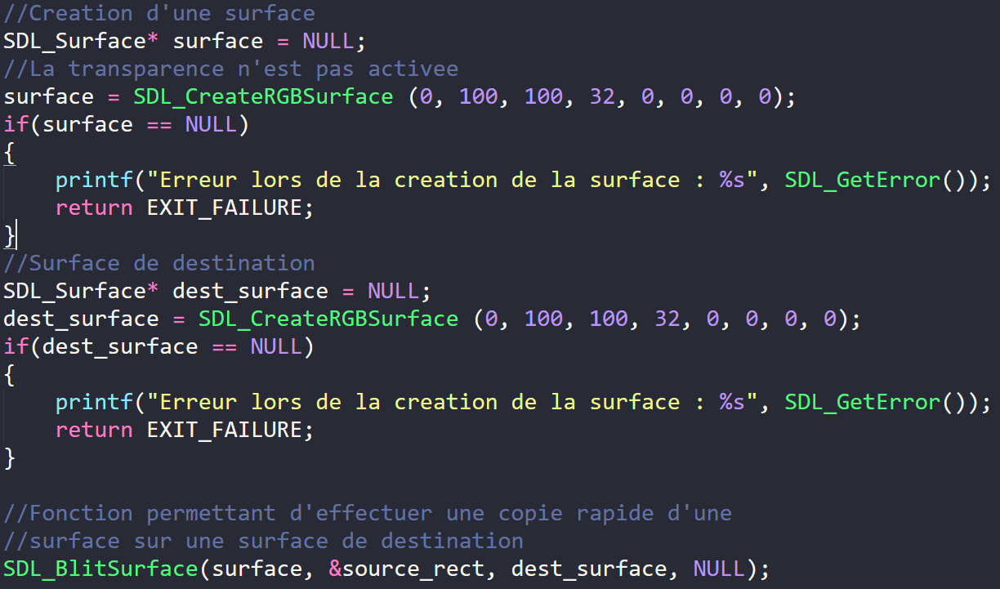 //Creation d'une surface
SDL_Surface* surface = NULL;
//La transparence n'est pas activee
surface = SDL_CreateRGBSurface (0, 100, 100, 32, 0, 0, 0, 0);
if(surface == NULL)
{
    printf("Erreur lors de la creation de la surface : %s", SDL_GetError());
    return EXIT_FAILURE;
}
//Surface de destination
SDL_Surface* dest_surface = NULL;
dest_surface = SDL_CreateRGBSurface (0, 100, 100, 32, 0, 0, 0, 0);
if(dest_surface == NULL)
{
    printf("Erreur lors de la creation de la surface : %s", SDL_GetError());
    return EXIT_FAILURE;
}

//Fonction permettant d'effectuer une copie rapide d'une
//surface sur une surface de destination
SDL_BlitSurface(surface, &source_rect, dest_surface, NULL);